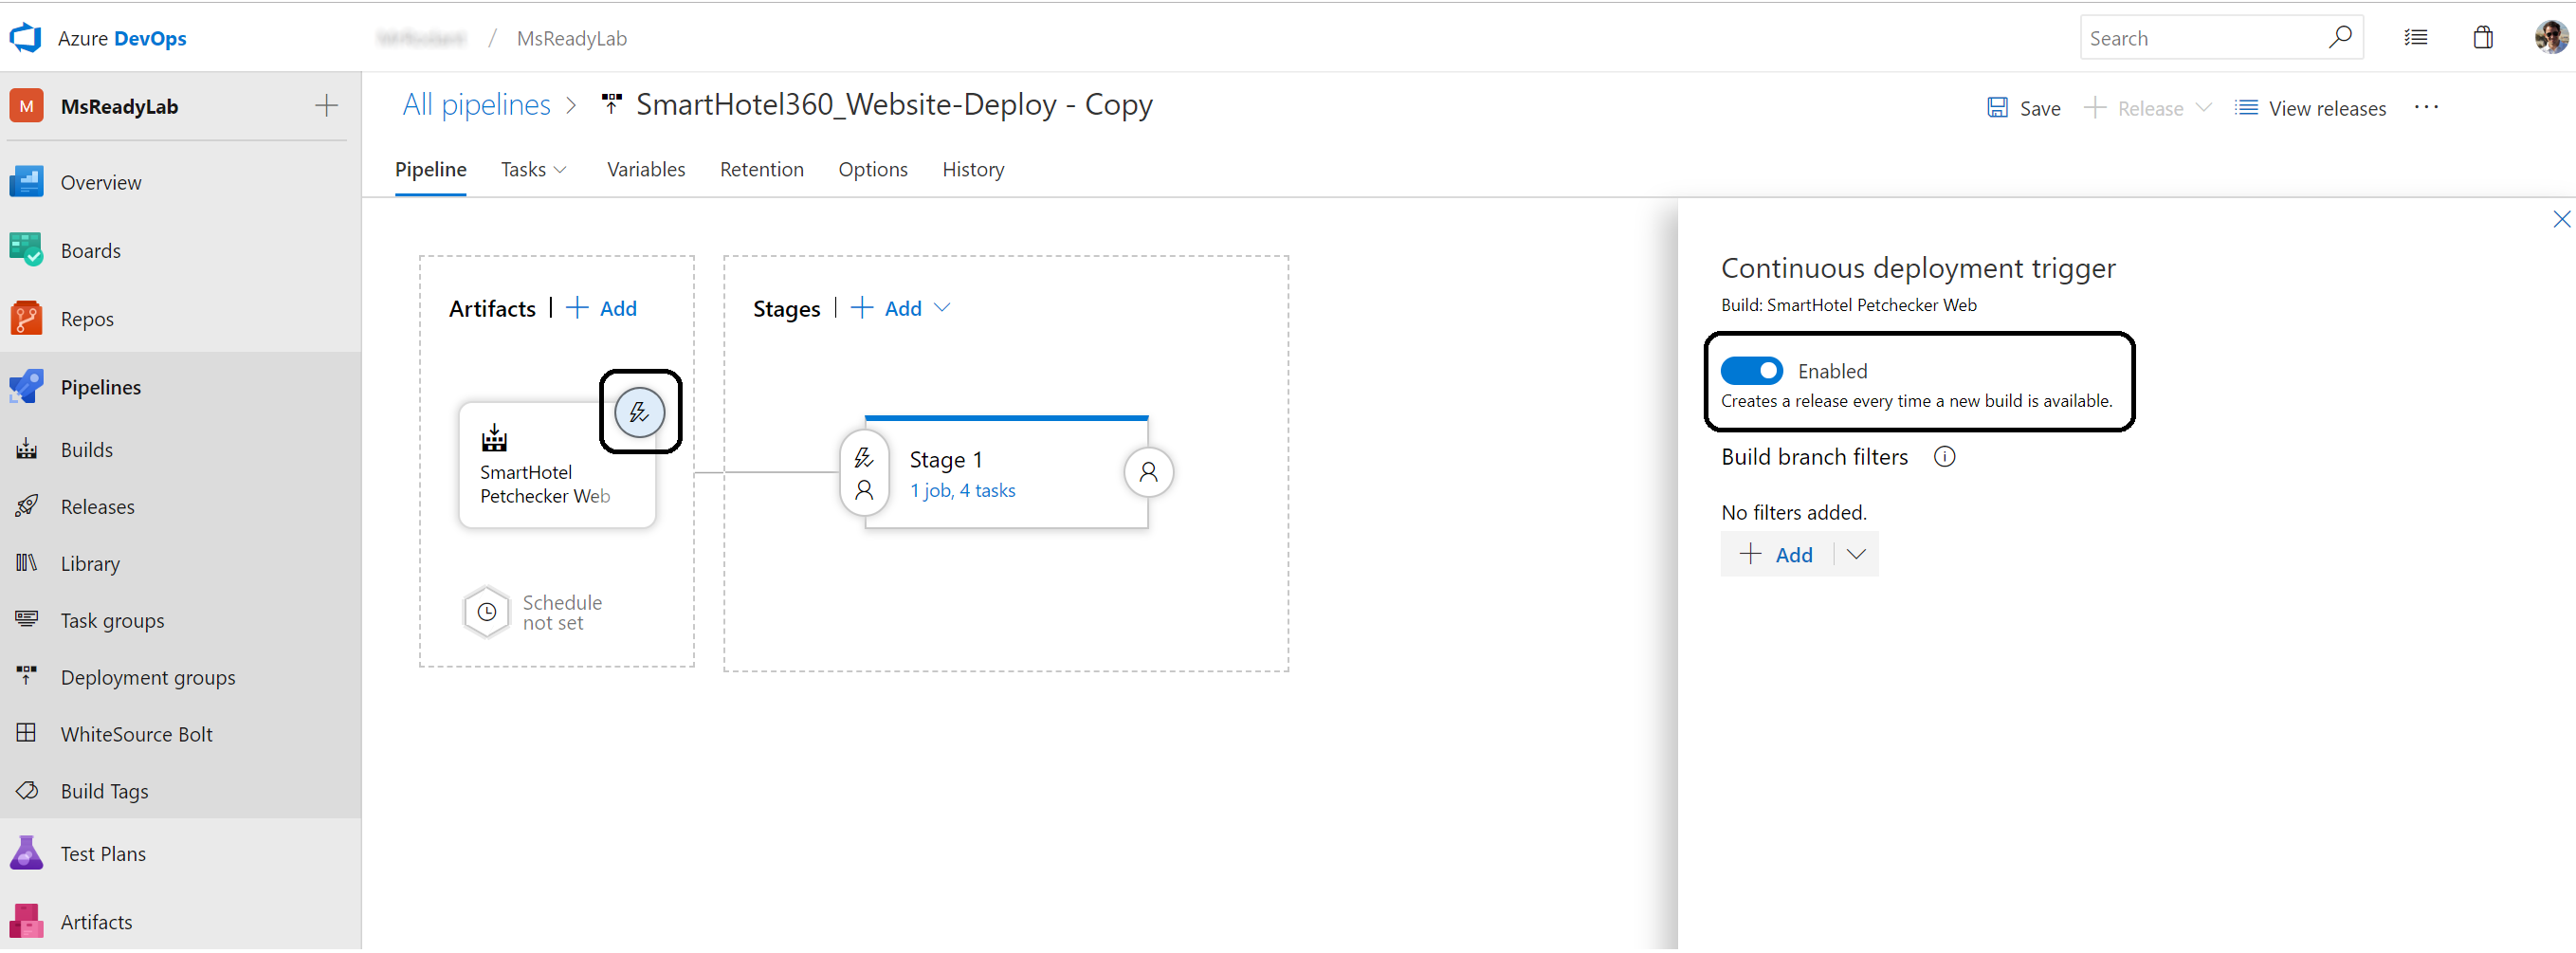 Azure DevOps
/ MsReadyLab
Search
M MsReadyLab
Overview
Boards
Repos
Pipelines
Builds
Releases
Library
Task groups
Deployment groups
WhiteSource Bolt
Build Tags
Test Plans
Artifacts
All pipelines > SmartHotel360_Website-Deploy - Copy
Save
Release
View releases
...
Pipeline
Tasks
Variables
Retention
Options
History
Artifacts | + Add
SmartHotel
Petchecker Web
Schedule
not set
Stages | + Add
Stage 1
1 job, 4 tasks
Continuous deployment trigger
Build: SmartHotel Petchecker Web
Enabled
Creates a release every time a new build is available.
Build branch filters
No filters added.
+ Add